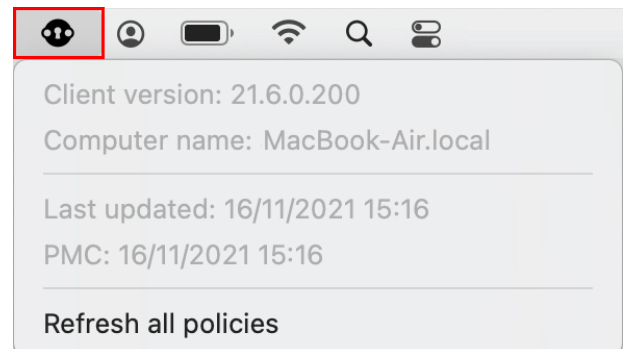 Client version: 21.6.0.200
Computer name: MacBook-Air.local
Last updated: 16/11/2021 15:16
PMC: 16/11/2021 15:16
Refresh all policies